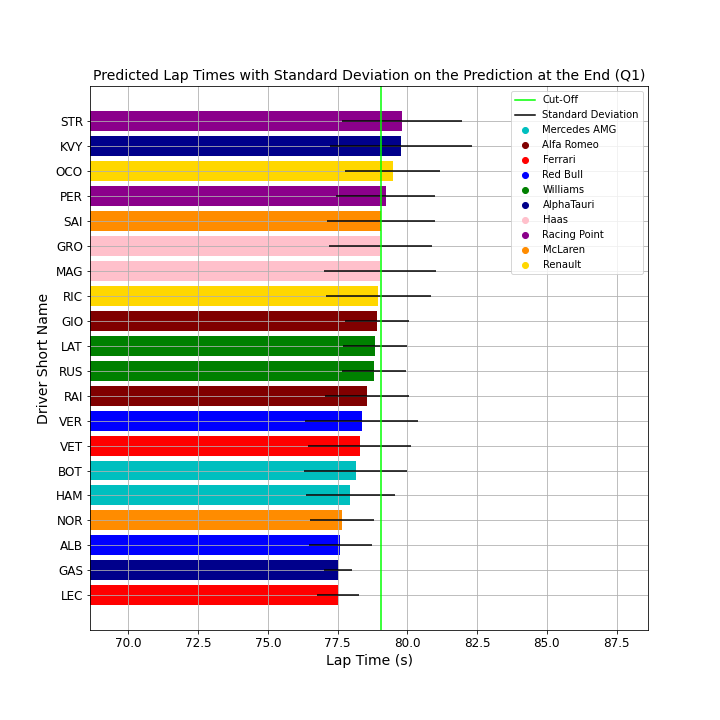 Predicted Lap Times with Standard Deviation on the Prediction at the End (Q1)
Cut-Off
Standard Deviation
Mercedes AMG
Alfa Romeo
Ferrari
Red Bull
Williams
AlphaTauri
Haas
Racing Point
McLaren
Renault
Driver Short Name
STR
KVY
OCO
PER
SAI
GRO
MAG
RIC
GIO
LAT
RUS
RAI
VER
VET
BOT
HAM
NOR
ALB
GAS
LEC
70.0 72.5 75.0 77.5 80.0 82.5 85.0 87.5
Lap Time (s)